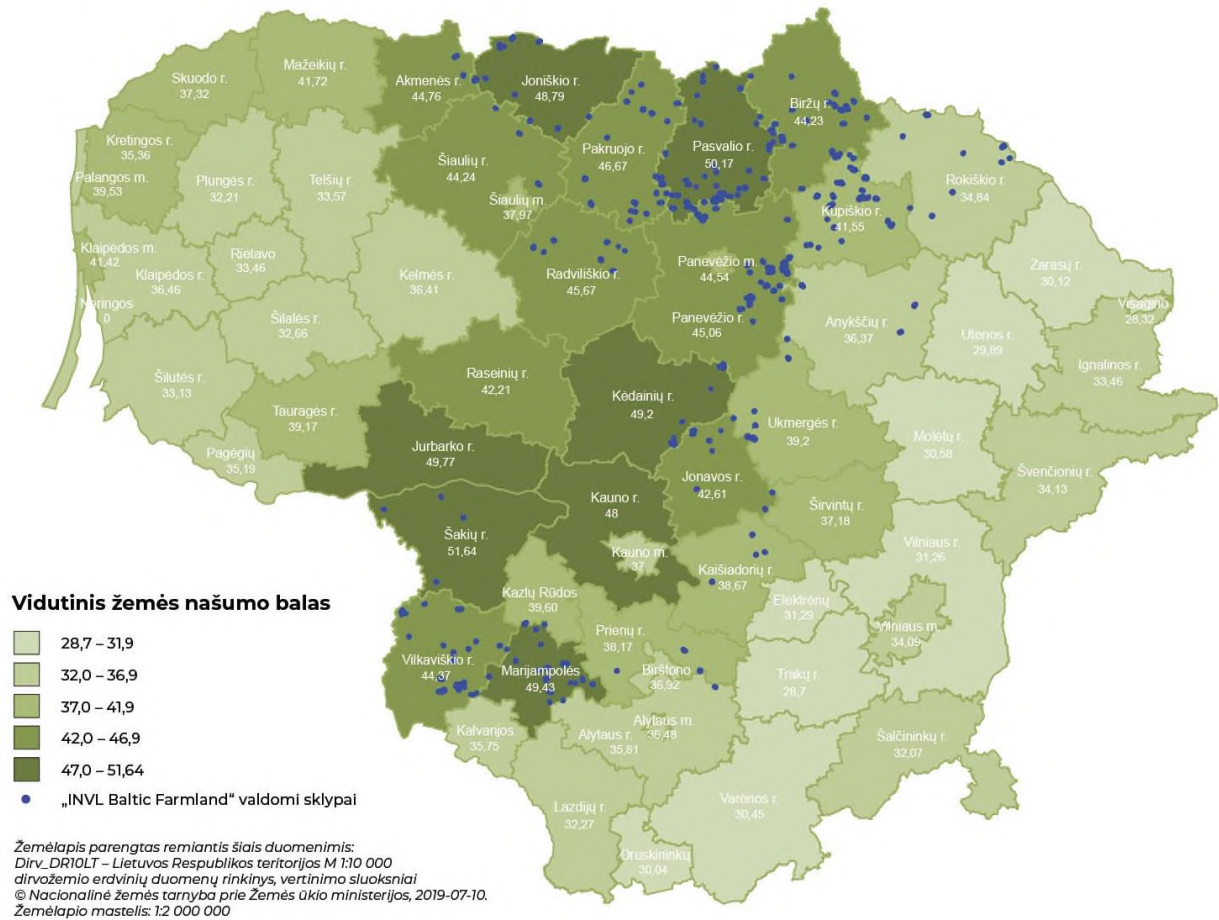 Skuodo r.
37,32
Mažeikių r.
41,72
Akmenės r.
44,76
Joniškio r.
48,79
Biržų r.
44,23
Kretingos r.
35,36
Palangos m.
39,53
Plungės r.
32,21
Telšių r.
33,57
Šiaulių r.
44,24
Šiaulių m.
37,97
Pakruojo r.
46,67
Pasvalio r.
50,17
Rokiškio r.
34,84
Kupiškio r.
41,55
Klaipėdos m.
41,42
Klaipėdos r.
36,46
Rietavo
33,46
Kelmės r.
36,41
Radviliškio r.
45,67
Panevėžio m.
44,54
Panevėžio r.
45,06
Zarasų r.
30,12
Visagino
28,32
Neringos
0
Šilalės r.
32,66
Anykščių r.
36,37
Utenos r.
29,89
Ignalinos r.
33,46
Šilutės r.
33,13
Raseinių r.
42,21
Kėdainių r.
49,2
Tauragės r.
39,17
Ukmergės r.
39,2
Molėtų r.
30,58
Pagėgių
35,19
Jurbarko r.
49,77
Jonavos r.
42,61
Švenčionių r.
34,13
Kauno r.
48
Širvintų r.
37,18
Šakių r.
51,64
Kauno m.
37
Kaišiadorių r.
38,67
Vilniaus r.
31,26
Kazlų Rūdos
39,60
Elektrėnų
31,29
Vilniaus m.
34,09
Prienų r.
38,17
Vilkaviškio r.
44,37
Marijampolės
49,43
Birštono
36,92
Trakų r.
28,7
Kalvarijos
35,75
Alytaus r.
35,81
Alytaus m.
36,48
Šalčininkų r.
32,07
Lazdijų r.
32,27
Varėnos r.
30,45
Druskininkų
30,04
Vidutinis žemės našumo balas
28,7 – 31,9
32,0 – 36,9
37,0 – 41,9
42,0 – 46,9
47,0 – 51,64
„INVL Baltic Farmland“ valdomi sklypai
Žemėlapis parengtas remiantis šiais duomenimis:
Dirv_DR10LT – Lietuvos Respublikos teritorijos M 1:10 000
dirvožemio erdvinių duomenų rinkinys, vertinimo sluoksniai
© Nacionalinė žemės tarnyba prie Žemės ūkio ministerijos, 2019-07-10.
Žemėlapio mastelis: 1:2 000 000